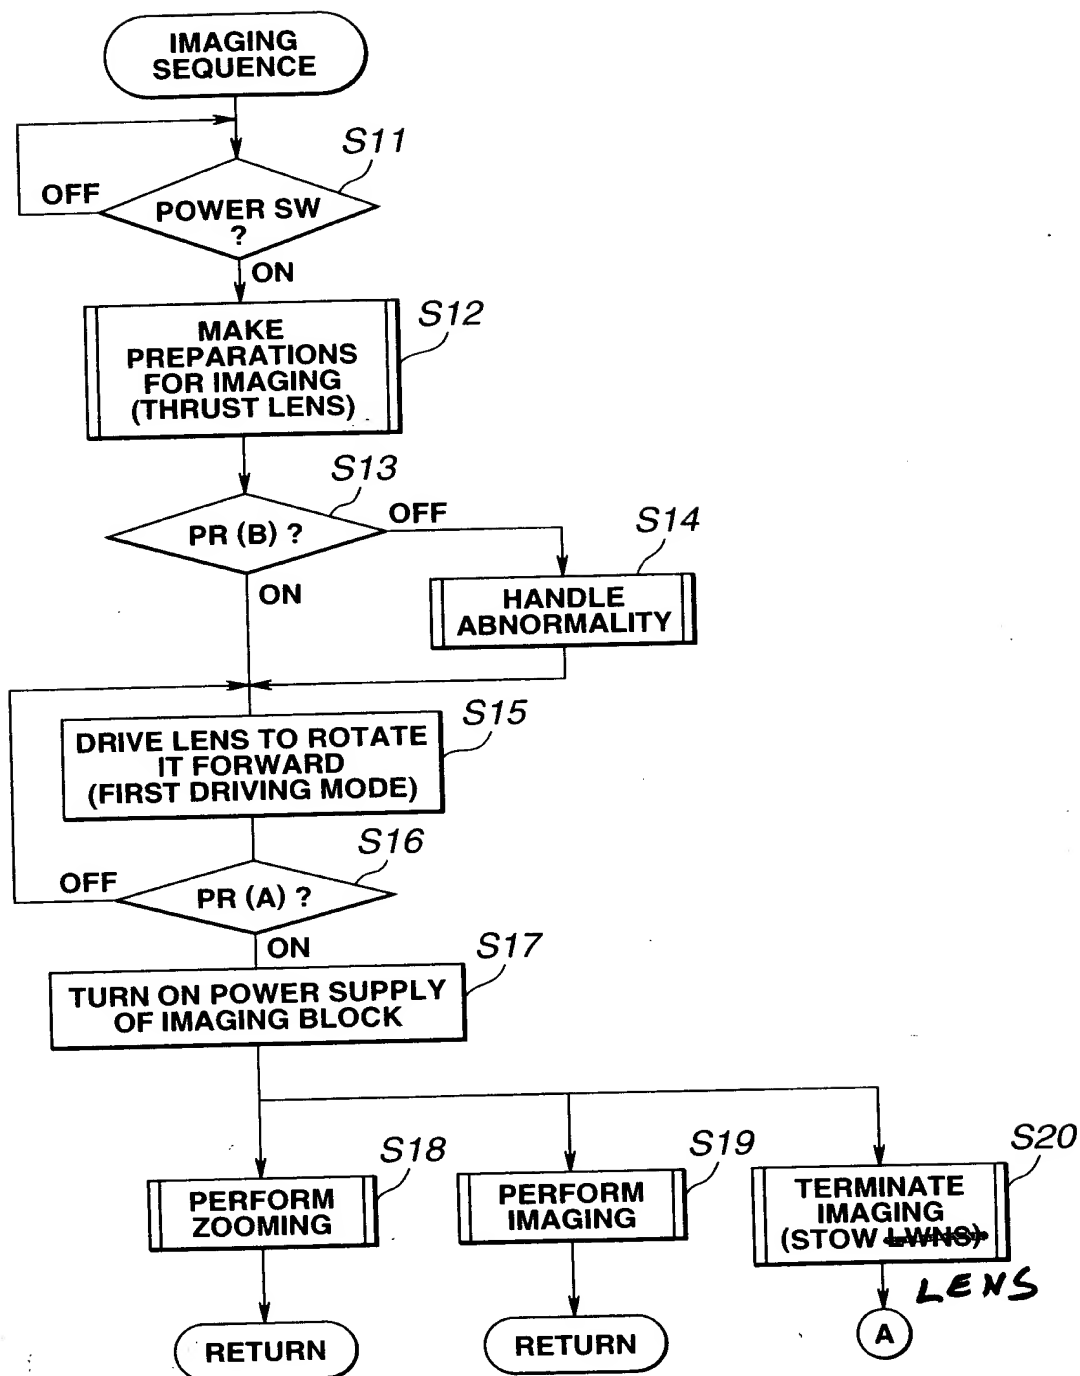 IMAGING
SEQUENCE
S11
OFF
POWER SW
?
ON
S12
MAKE
PREPARATIONS
FOR IMAGING
(THRUST LENS)
S13
PR (B) ?
OFF
ON
S14
HANDLE
ABNORMALITY
S15
DRIVE LENS TO ROTATE
IT FORWARD
(FIRST DRIVING MODE)
S16
OFF
PR (A) ?
ON
S17
TURN ON POWER SUPPLY
OF IMAGING BLOCK
S18
PERFORM
ZOOMING
RETURN
S19
PERFORM
IMAGING
RETURN
S20
TERMINATE
IMAGING
(STOW LWNS)
LENS
A